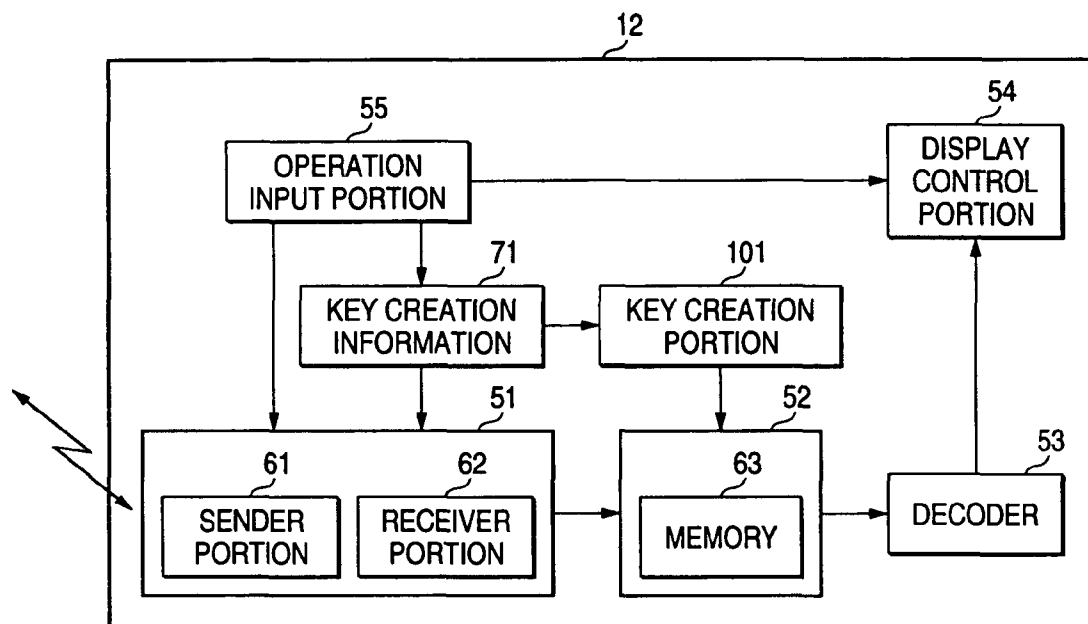 12
55
OPERATION
INPUT PORTION
54
DISPLAY
CONTROL
PORTION
71
KEY CREATION
INFORMATION
101
KEY CREATION
PORTION
51
61
SENDER
PORTION
62
RECEIVER
PORTION
52
63
MEMORY
53
DECODER